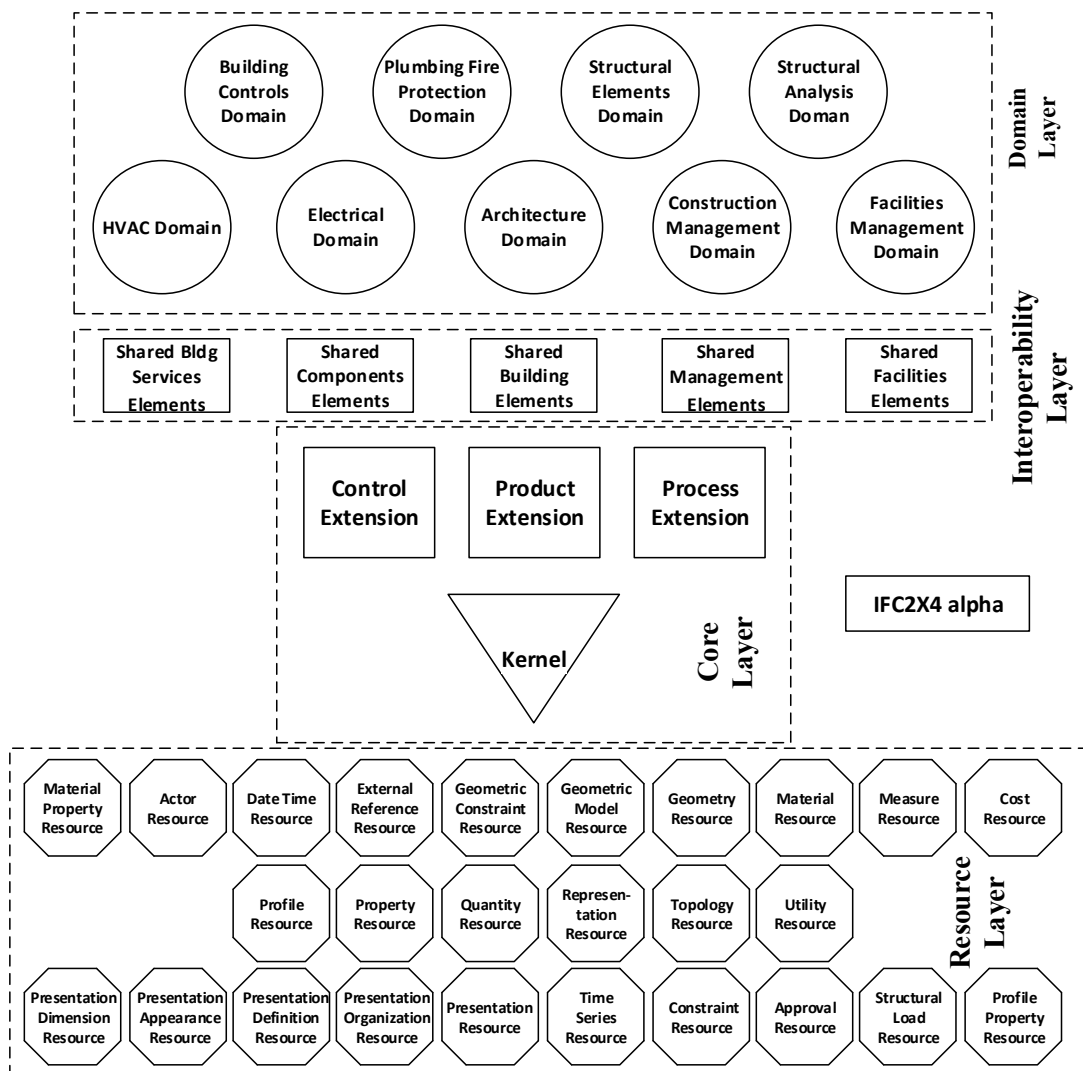 Building
Controls
Domain
Plumbing Fire
Protection
Domain
Structural
Elements
Domain
Structural
Analysis
Doman
Domain
Layer
HVAC Domain
Electrical
Domain
Architecture
Domain
Construction
Management
Domain
Facilities
Management
Domain
Shared Bldg
Services
Elements
Shared
Components
Elements
Shared
Building
Elements
Shared
Management
Elements
Shared
Facilities
Elements
Interoperability
Layer
Control
Extension
Product
Extension
Process
Extension
Kernel
Core
Layer
IFC2X4 alpha
Material
Property
Resource
Actor
Resource
Date Time
Resource
External
Reference
Resource
Geometric
Constraint
Resource
Geometric
Model
Resource
Geometry
Resource
Material
Resource
Measure
Resource
Cost
Resource
Profile
Resource
Property
Resource
Quantity
Resource
Represen-
tation
Resource
Topology
Resource
Utility
Resource
Resource
Layer
Presentation
Dimension
Resource
Presentation
Appearance
Resource
Presentation
Definition
Resource
Presentation
Organization
Resource
Presentation
Resource
Time
Series
Resource
Constraint
Resource
Approval
Resource
Structural
Load
Resource
Profile
Property
Resource